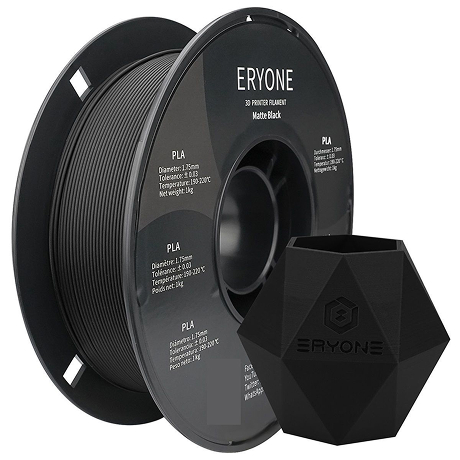 ERYONE
3D PRINTER FILAMENT
Matte Black
PLA
Diameter: 1.75mm
Tolerance: ± 0.03
Temperature: 190-220℃
Net weight: 1kg
PLA
Durchmesser: 1.75mm
Toleranz: ± 0.03
Temperatur: 190-220℃
Nettogewicht: 1kg
PLA
Diamètre: 1.75mm
Tolérance: ± 0.03
Température: 190-220℃
Poids net: 1kg
PLA
Diámetro: 1.75mm
Tolerancia: ± 0.03
Temperatura: 190-220℃
Peso neto: 1kg
YouTu
Twitter
WhatsApp
ERYONE